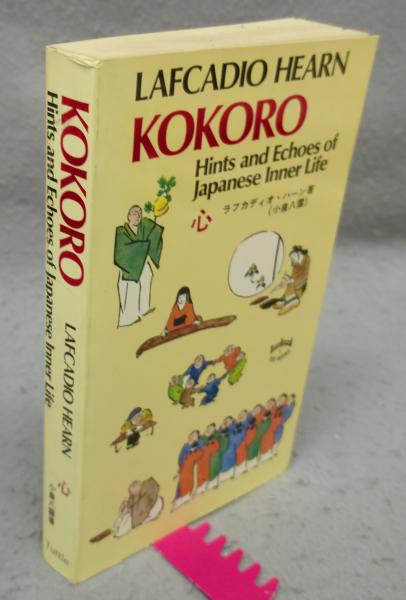 LAFCADIO HEARN
KOKORO
Hints and Echoes of
Japanese Inner Life
心
ラフカディオ・ハーン著
(小泉八雲)
KOKORO
Hints and Echoes of Japanese Inner Life
LAFCADIO HEARN
心
小泉八雲著
Tuttle